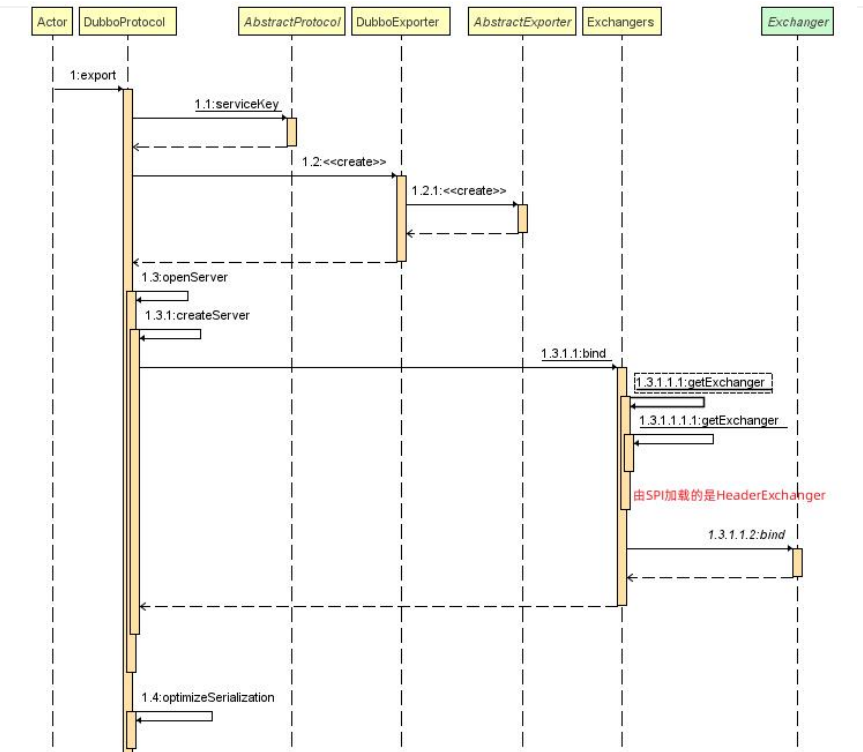 Actor
DubboProtocol
AbstractProtocol
DubboExporter
AbstractExporter
Exchangers
Exchanger
1:export
1.1:serviceKey
1.2:<<create>>
1.2.1:<<create>>
1.3:openServer
1.3.1:createServer
1.3.1.1:bind
1.3.1.1.1:getExchanger
1.3.1.1.1.1:getExchanger
由SPI加载的是HeaderExchanger
1.3.1.1.2:bind
1.4:optimizeSerialization